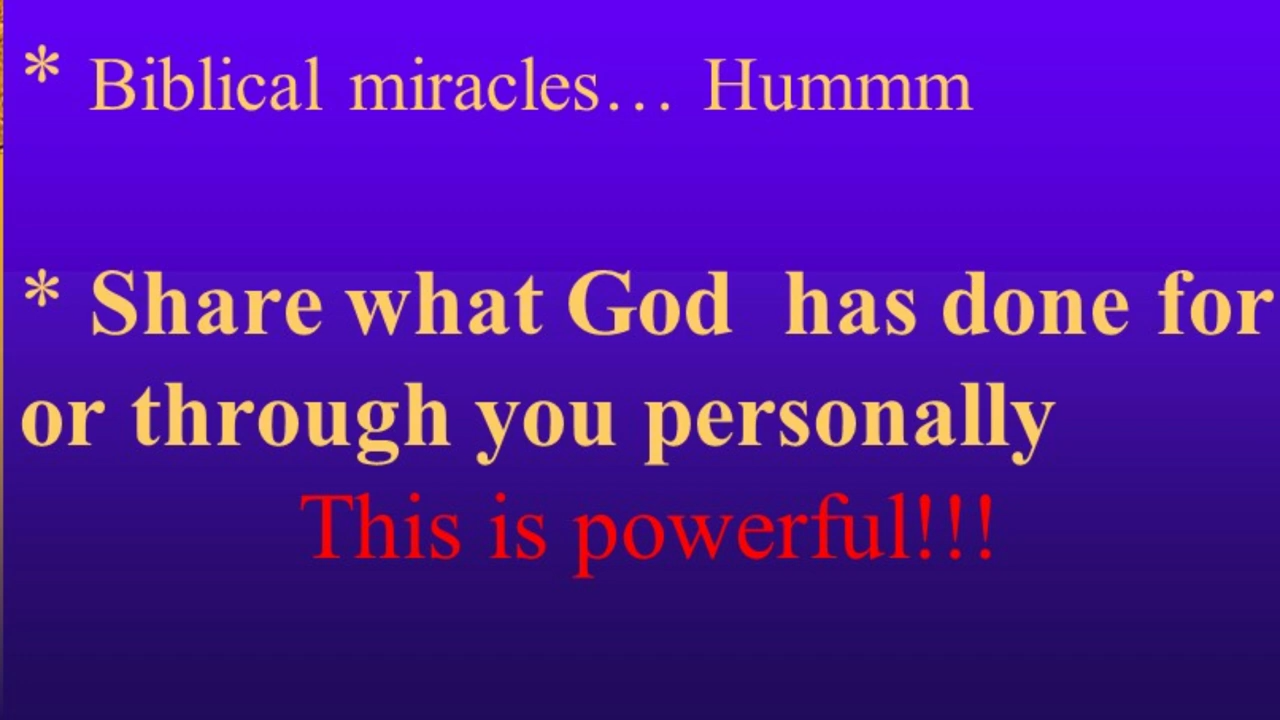 * Biblical miracles… Hummm
* Share what God has done for
or through you personally
This is powerful!!!